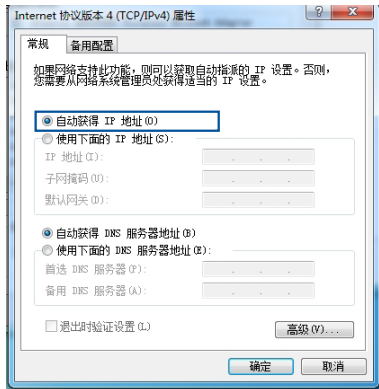 Internet 协议版本 4 (TCP/IPv4) 属性
常规 备用配置
如果网络支持此功能，则可以获取自动指派的 IP 设置。否则，
您需要从网络系统管理员处获得适当的 IP 设置。
自动获得 IP 地址(O)
使用下面的 IP 地址(S):
IP 地址(I):
子网掩码(U):
默认网关(D):
自动获得 DNS 服务器地址(B)
使用下面的 DNS 服务器地址(E):
首选 DNS 服务器(P):
备用 DNS 服务器(A):
退出时验证设置(L)
高级(V)...
确定 取消